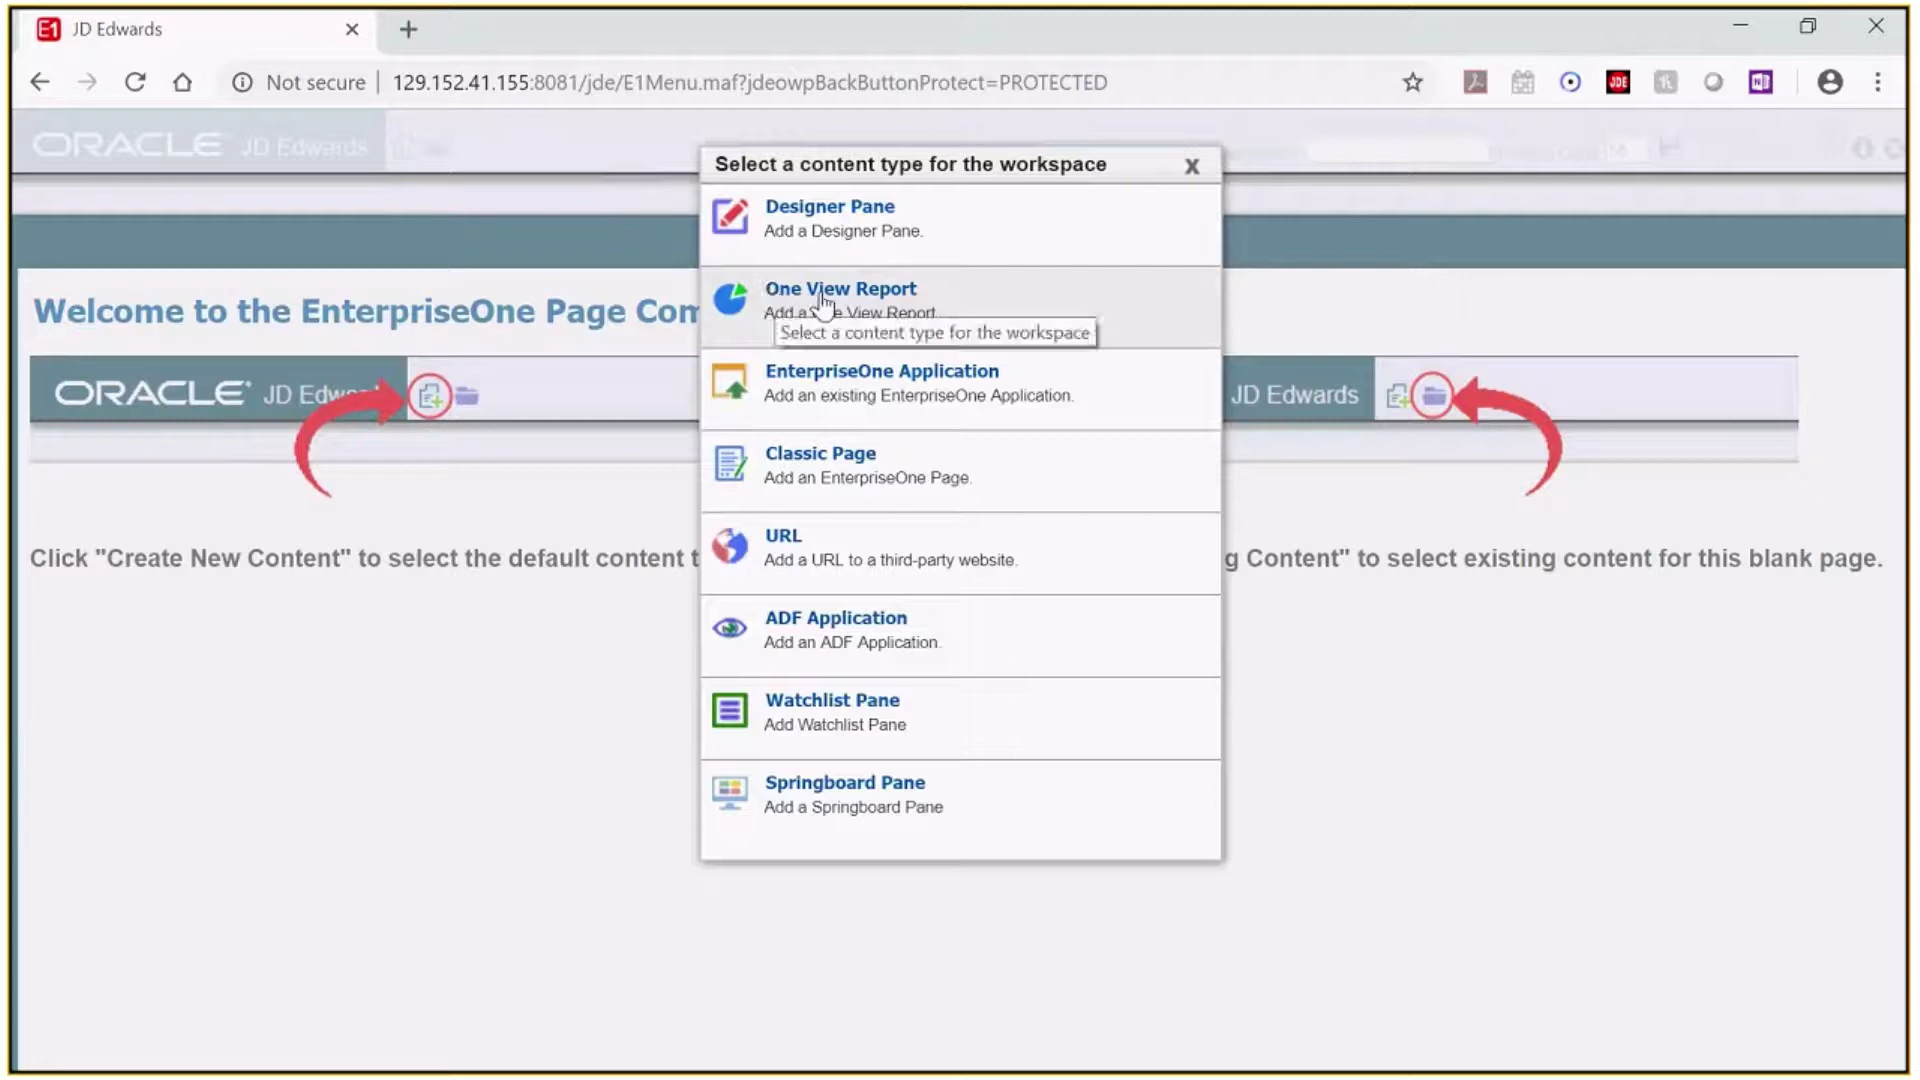 E1 JD Edwards
Not secure | 129.152.41.155:8081/jde/E1Menu.maf?jdeowpBackButtonProtect=PROTECTED
JDE
N
ORACLE JD Edwards
Select a content type for the workspace X
Designer Pane
Add a Designer Pane.
One View Report
Add a View Report
Select a content type for the workspace
EnterpriseOne Application
Add an existing EnterpriseOne Application.
Classic Page
Add an EnterpriseOne Page.
URL
Add a URL to a third-party website.
ADF Application
Add an ADF Application.
Watchlist Pane
Add Watchlist Pane
Springboard Pane
Add a Springboard Pane
Welcome to the EnterpriseOne Page Com
ORACLE JD Edw
JD Edwards
Click "Create New Content" to select the default content t
g Content" to select existing content for this blank page.